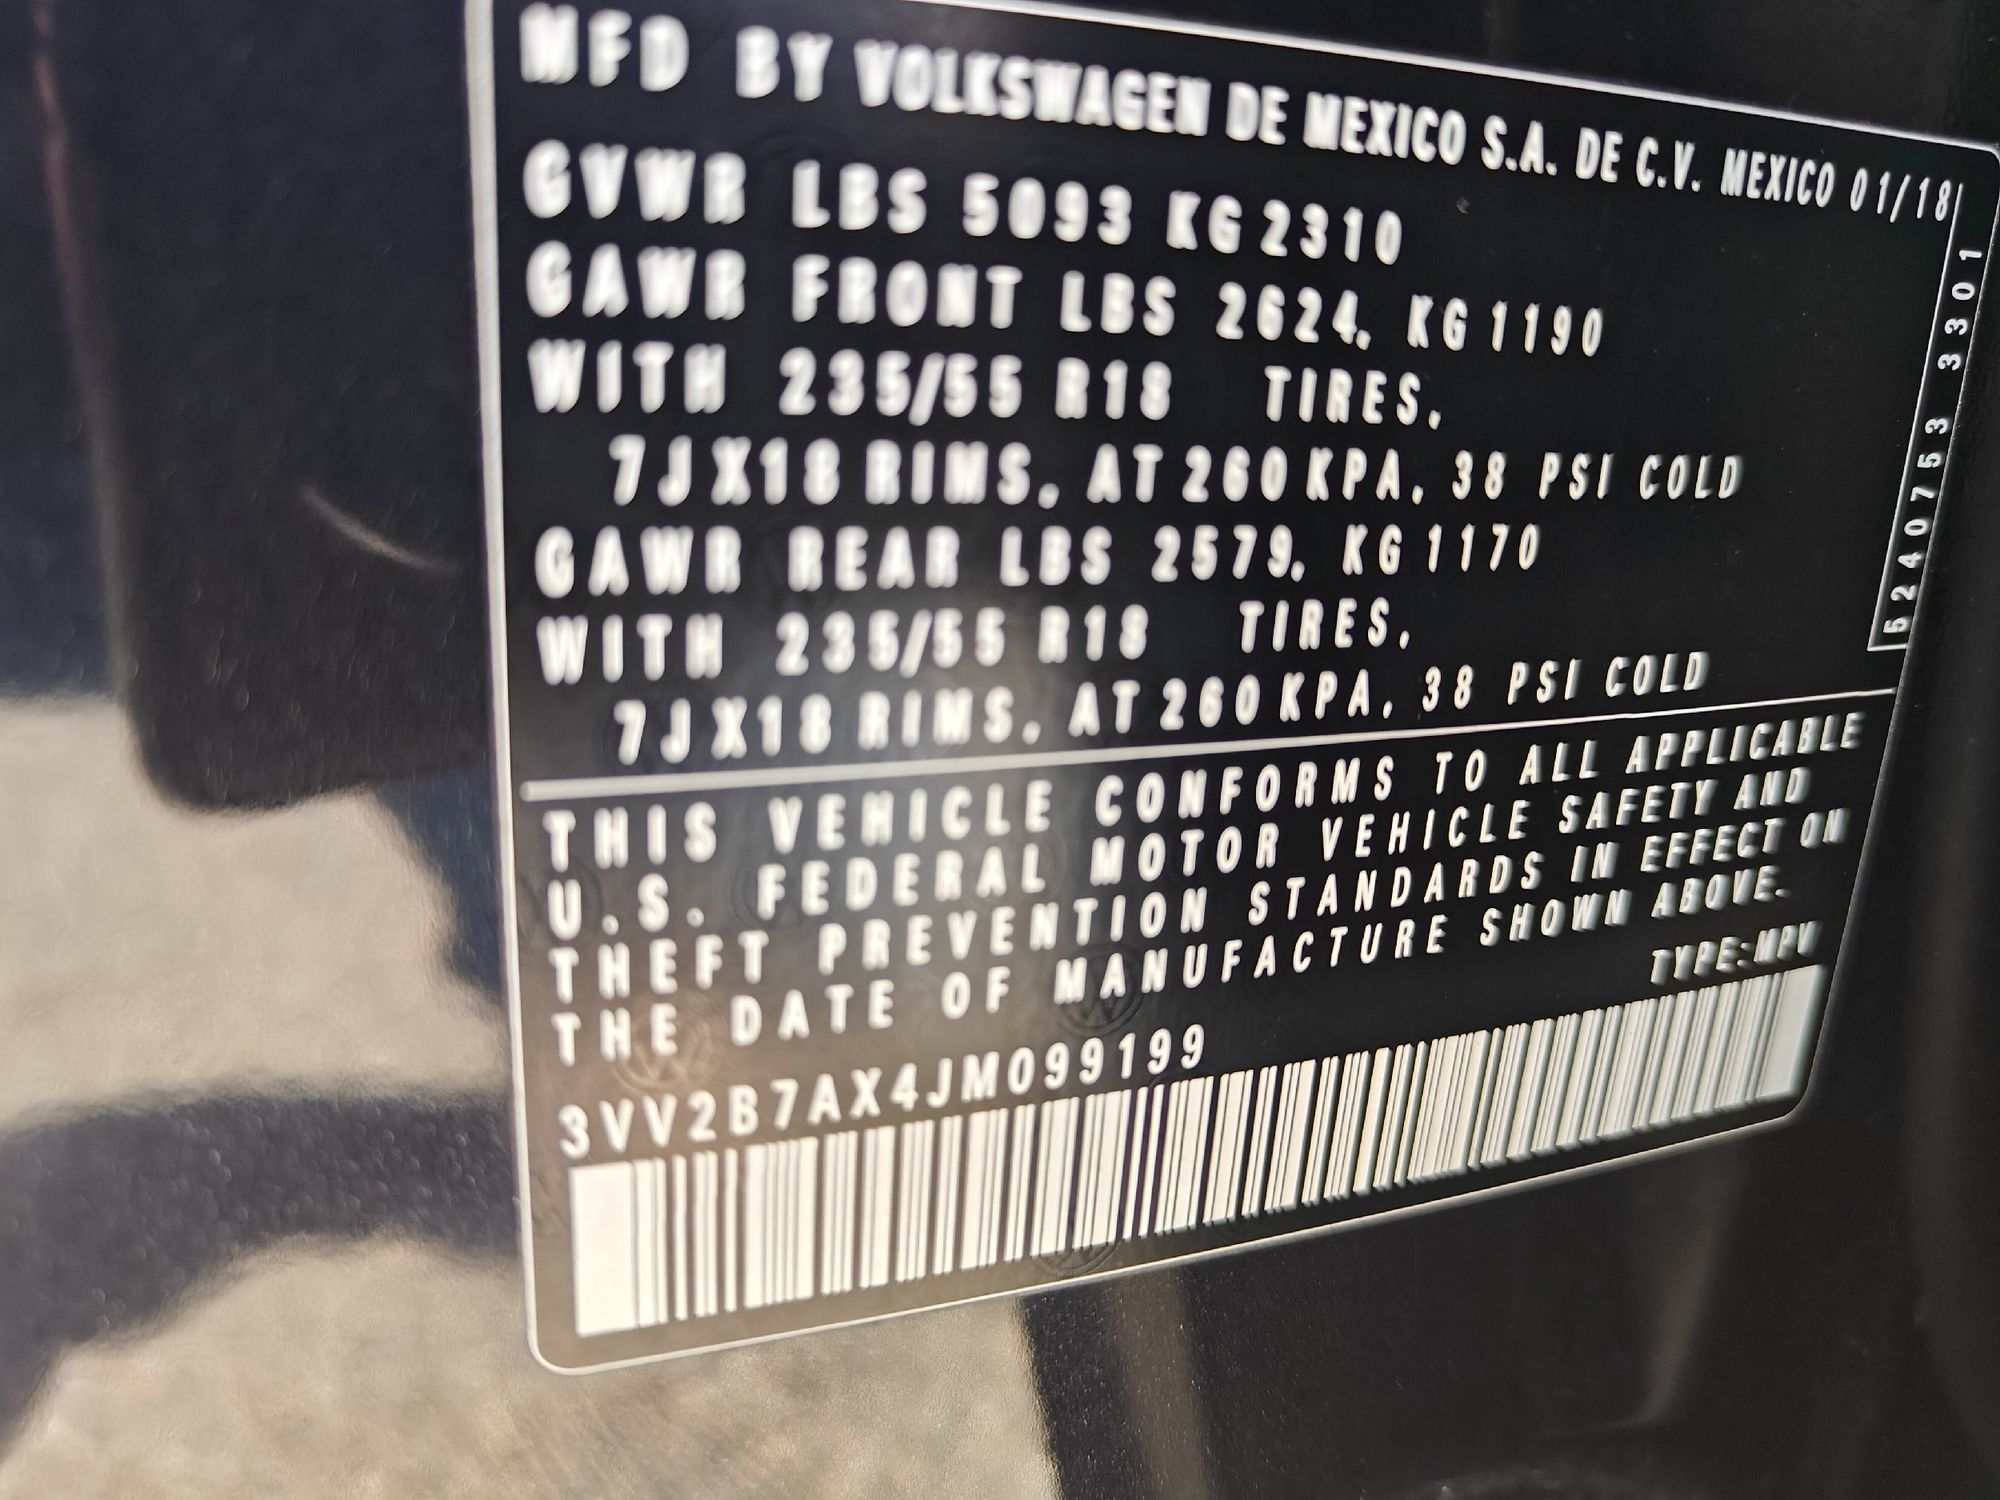 MFD BY VOLKSWAGEN DE MEXICO S.A. DE C.V. MEXICO 01/18
GVWR LBS 5093 KG 2310
GAWR FRONT LBS 2624, KG 1190
WITH 235/55 R18 TIRES,
7JX18 RIMS, AT 260 KPA, 38 PSI COLD
GAWR REAR LBS 2579, KG 1170
WITH 235/55 R18 TIRES,
7JX18 RIMS, AT 260 KPA, 38 PSI COLD
5240753 3301
THIS VEHICLE CONFORMS TO ALL APPLICABLE
U.S. FEDERAL MOTOR VEHICLE SAFETY AND
THEFT PREVENTION STANDARDS IN EFFECT ON
THE DATE OF MANUFACTURE SHOWN ABOVE.
TYPE:MPV
3VV2B7AX4JM099199